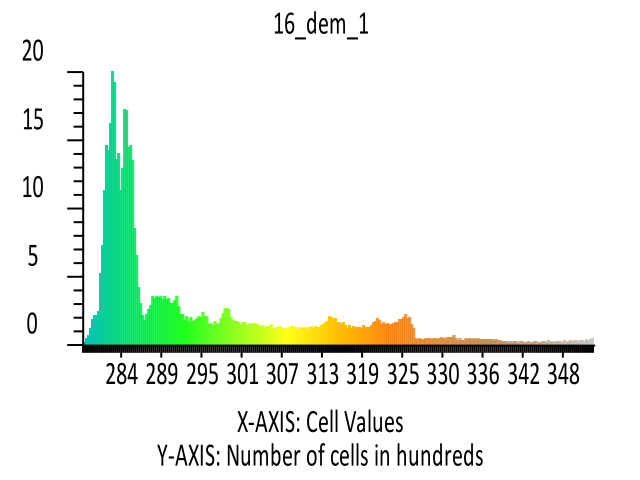 16_dem_1
20
15
10
5
0
284 289 295 301 307 313 319 325 330 336 342 348
X-AXIS: Cell Values
Y-AXIS: Number of cells in hundreds